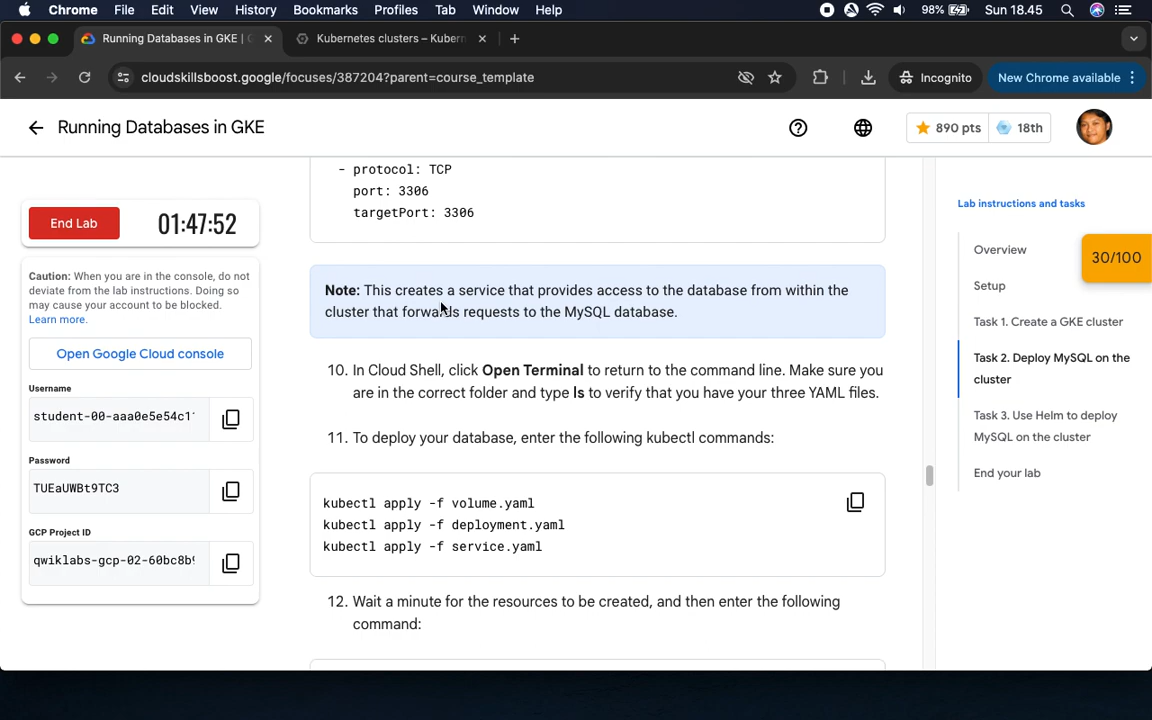 Chrome File Edit View History Bookmarks Profiles Tab Window Help 98% Sun 18.45
Running Databases in GKE | Kubernetes clusters – Kubern
cloudskillsboost.google/focuses/387204?parent=course_template Incognito New Chrome available
Running Databases in GKE 890 pts 18th
End Lab 01:47:52
Caution: When you are in the console, do not
deviate from the lab instructions. Doing so
may cause your account to be blocked.
Learn more.
Open Google Cloud console
Username
student-00-aaa0e5e54c1
Password
TUEaUWBt9TC3
GCP Project ID
qwiklabs-gcp-02-60bc8b
- protocol: TCP
port: 3306
targetPort: 3306
Note: This creates a service that provides access to the database from within the
cluster that forwards requests to the MySQL database.
10. In Cloud Shell, click Open Terminal to return to the command line. Make sure you
are in the correct folder and type ls to verify that you have your three YAML files.
11. To deploy your database, enter the following kubectl commands:
kubectl apply -f volume.yaml
kubectl apply -f deployment.yaml
kubectl apply -f service.yaml
12. Wait a minute for the resources to be created, and then enter the following
command:
Lab instructions and tasks
Overview
30/100
Setup
Task 1. Create a GKE cluster
Task 2. Deploy MySQL on the
cluster
Task 3. Use Helm to deploy
MySQL on the cluster
End your lab